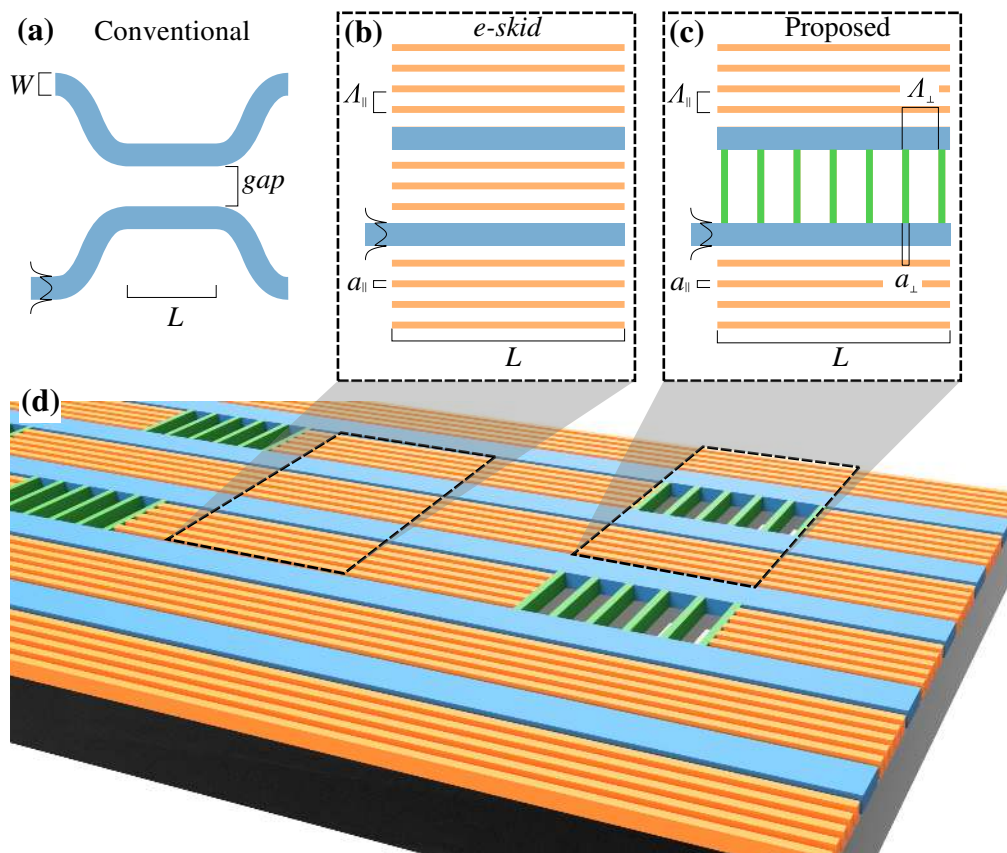 (a) Conventional
W
gap
L
(b) e-skid
Λ∥
a∥
L
(c) Proposed
Λ∥
Λ⊥
a∥
a⊥
L
(d)